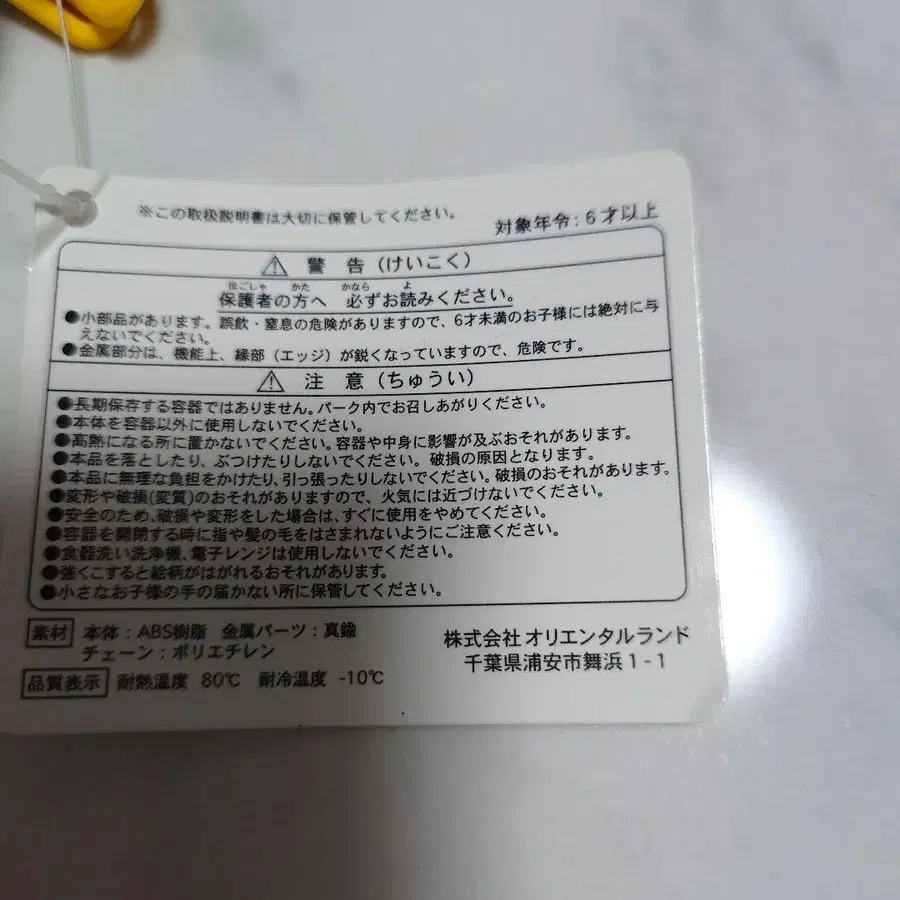 ※この取扱説明書は大切に保管してください。
対象年令:6才以上
⚠ 警告(けいこく)
ほごしゃ かた かなら よ
保護者の方へ 必ずお読みください。
●小部品があります。誤飲・窒息の危険がありますので、6才未満のお子様には絶対に与
えないでください。
●金属部分は、機能上、縁部(エッジ)が鋭くなっていますので、危険です。
⚠ 注意(ちゅうい)
●長期保存する容器ではありません。パーク内でお召しあがりください。
●本体を容器以外に使用しないでください。
●高熱になる所に置かないでください。容器や中身に影響が及ぶおそれがあります。
●本品を落としたり、ぶつけたりしないでください。破損の原因となります。
●本品に無理な負担をかけたり、引っ張ったりしないでください。破損のおそれがあります。
●変形や破損(変質)のおそれがありますので、火気には近づけないでください。
●安全のため、破損や変形をした場合は、すぐに使用をやめてください。
●容器を開閉する時に指や髪の毛をはさまれないようにご注意ください。
●食器洗い洗浄機、電子レンジは使用しないでください。
●強くこすると絵柄がはがれるおそれがあります。
●小さなお子様の手の届かない所に保管してください。
素材 本体:ABS樹脂 金属パーツ:真鍮
チェーン:ポリエチレン
品質表示 耐熱温度 80℃ 耐冷温度 -10℃
株式会社オリエンタルランド
千葉県浦安市舞浜1-1